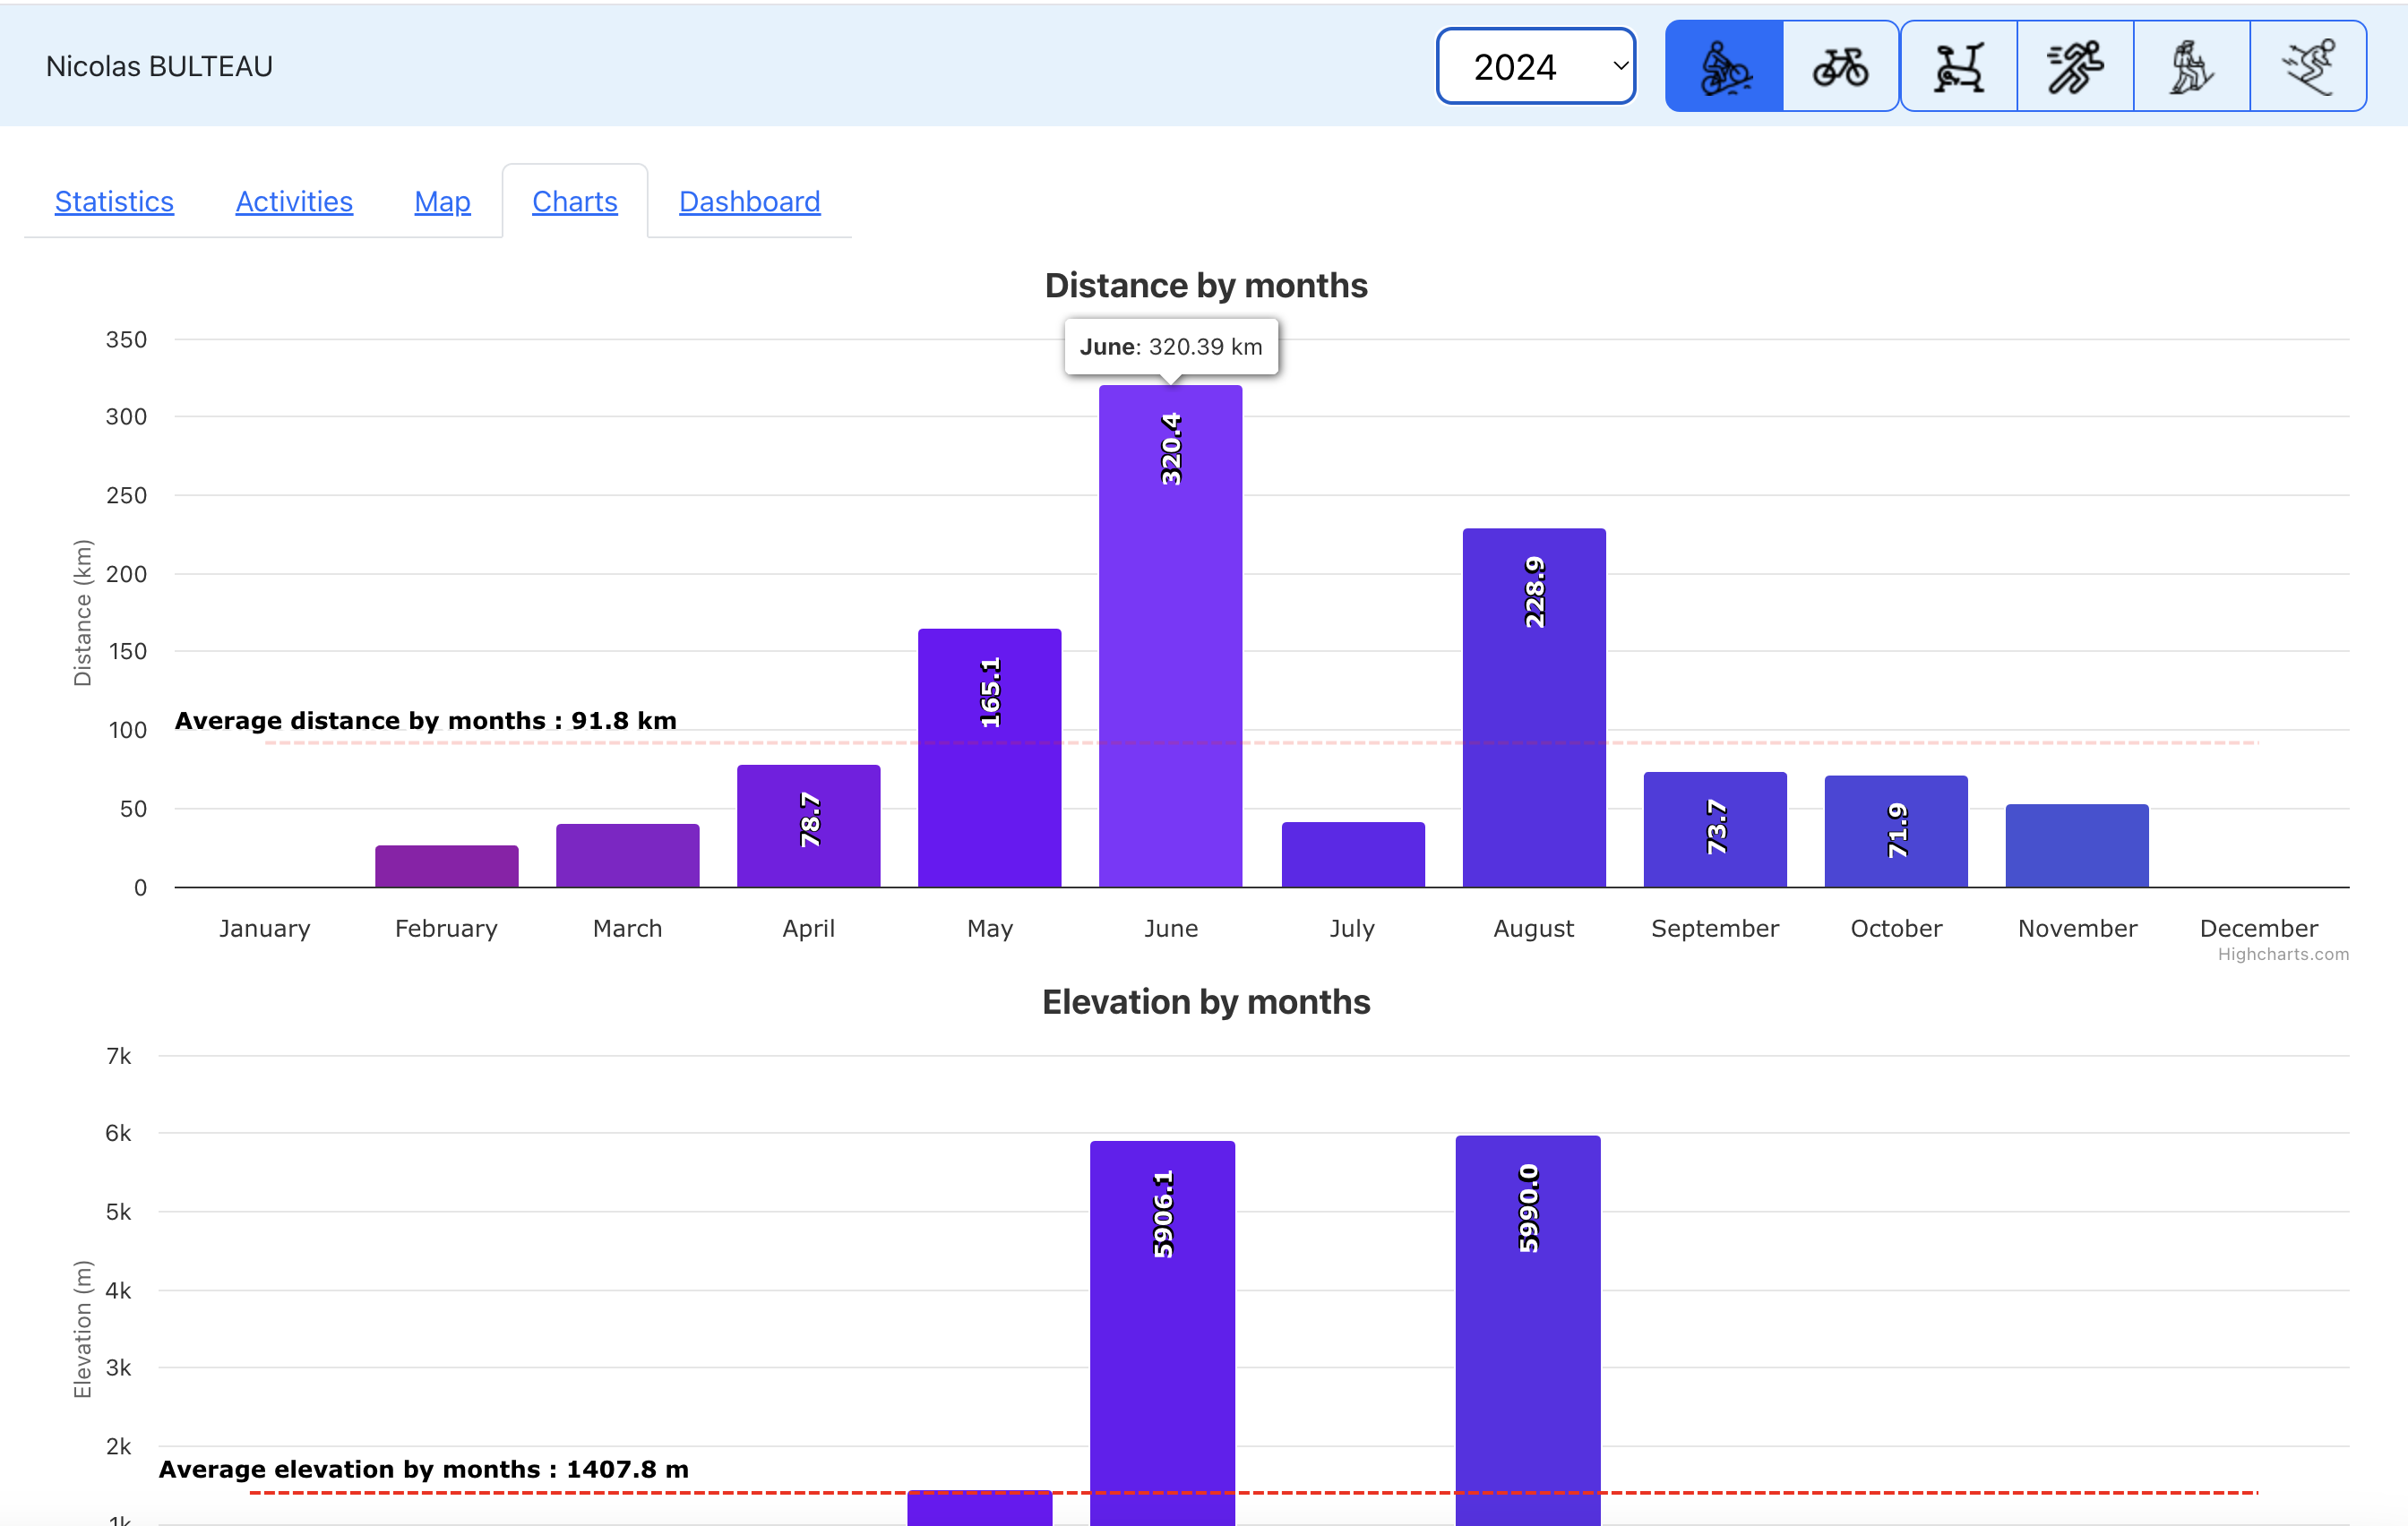 Nicolas BULTEAU
2024
Statistics Activities Map Charts Dashboard
Distance by months
June: 320.39 km
350
300
250
200
150
100
50
0
Distance (km)
Average distance by months : 91.8 km
78.7
165.1
320.4
228.9
73.7
71.9
January February March April May June July August September October November December
Highcharts.com
Elevation by months
7k
6k
5k
4k
3k
2k
1k
Elevation (m)
5906.1
5990.0
Average elevation by months : 1407.8 m